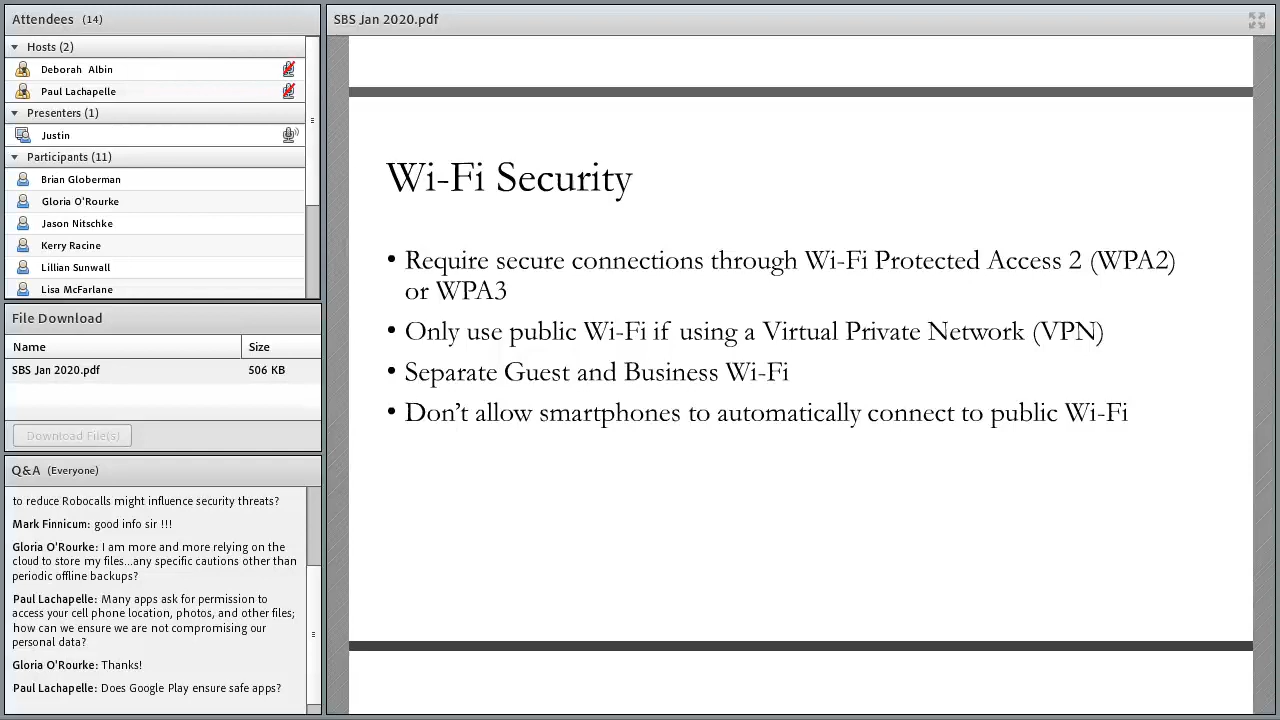 Attendees (14)
Hosts (2)
Deborah Albin
Paul Lachapelle
Presenters (1)
Justin
Participants (11)
Brian Globerman
Gloria O'Rourke
Jason Nitschke
Kerry Racine
Lillian Sunwall
Lisa McFarlane
File Download
Name Size
SBS Jan 2020.pdf 506 KB
Download File(s)
Q&A (Everyone)
to reduce Robocalls might influence security threats?
Mark Finnicum: good info sir !!!
Gloria O'Rourke: I am more and more relying on the
cloud to store my files...any specific cautions other than
periodic offline backups?
Paul Lachapelle: Many apps ask for permission to
access your cell phone location, photos, and other files;
how can we ensure we are not compromising our
personal data?
Gloria O'Rourke: Thanks!
Paul Lachapelle: Does Google Play ensure safe apps?
SBS Jan 2020.pdf
Wi-Fi Security
• Require secure connections through Wi-Fi Protected Access 2 (WPA2)
or WPA3
• Only use public Wi-Fi if using a Virtual Private Network (VPN)
• Separate Guest and Business Wi-Fi
• Don’t allow smartphones to automatically connect to public Wi-Fi